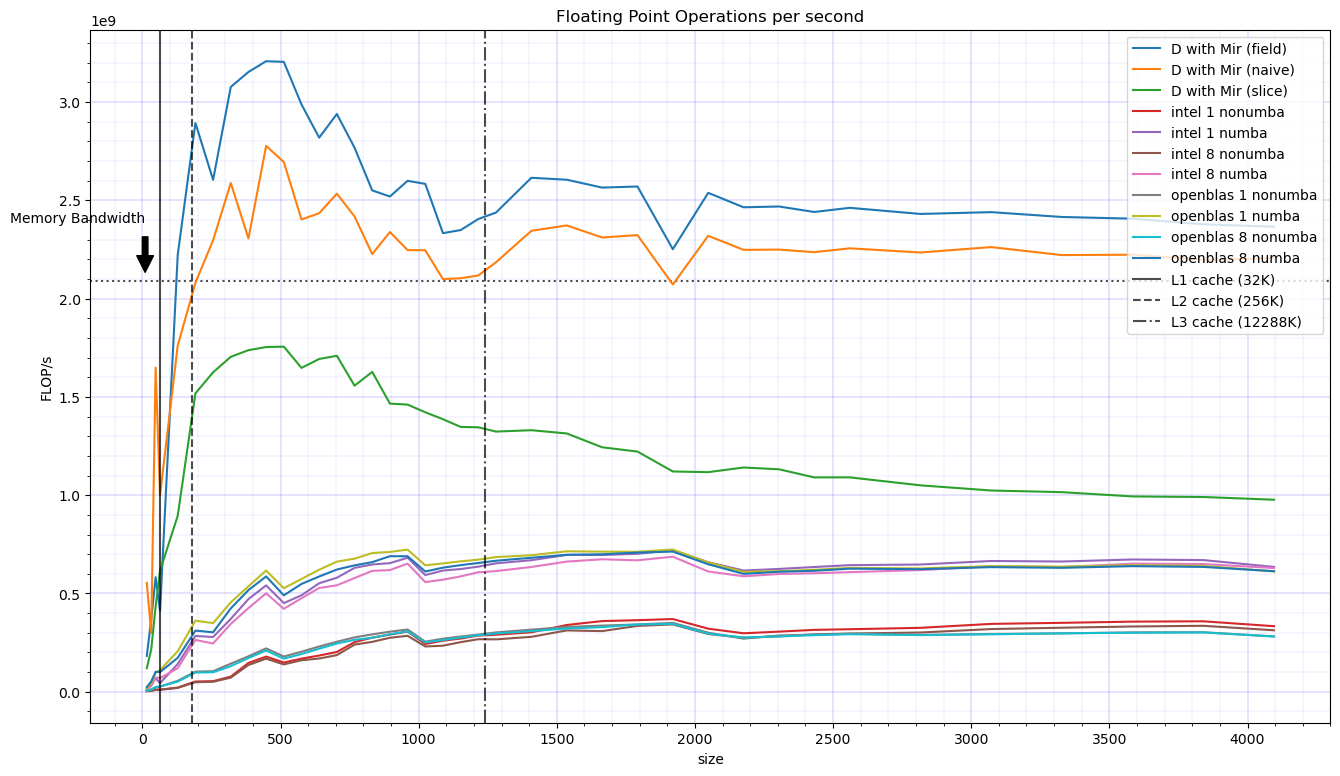 Floating Point Operations per second
1e9
3.0
2.5
2.0
1.5
1.0
0.5
0.0
FLOP/s
Memory Bandwidth
D with Mir (field)
D with Mir (naive)
D with Mir (slice)
intel 1 nonumba
intel 1 numba
intel 8 nonumba
intel 8 numba
openblas 1 nonumba
openblas 1 numba
openblas 8 nonumba
openblas 8 numba
L1 cache (32K)
L2 cache (256K)
L3 cache (12288K)
0 500 1000 1500 2000 2500 3000 3500 4000
size